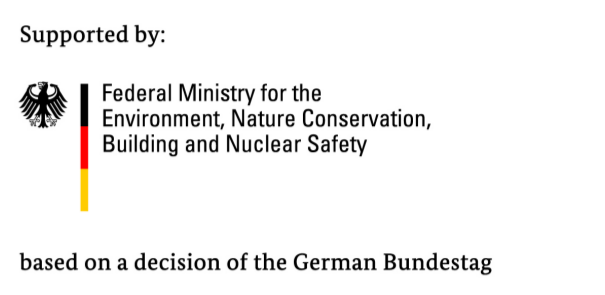 Supported by:
Federal Ministry for the
Environment, Nature Conservation,
Building and Nuclear Safety
based on a decision of the German Bundestag